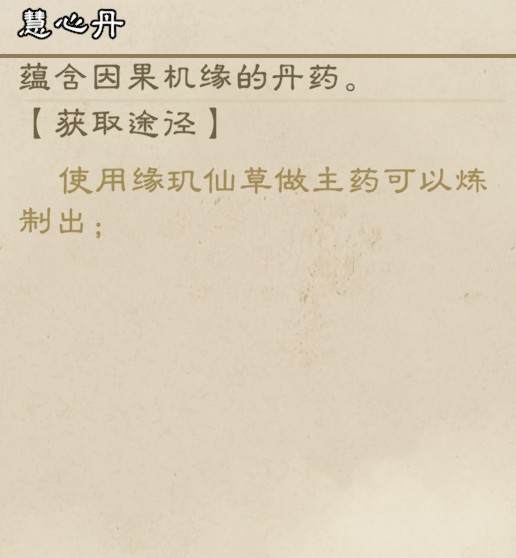 慧心丹
蕴含因果机缘的丹药。
【获取途径】
使用缘玑仙草做主药可以炼
制出；